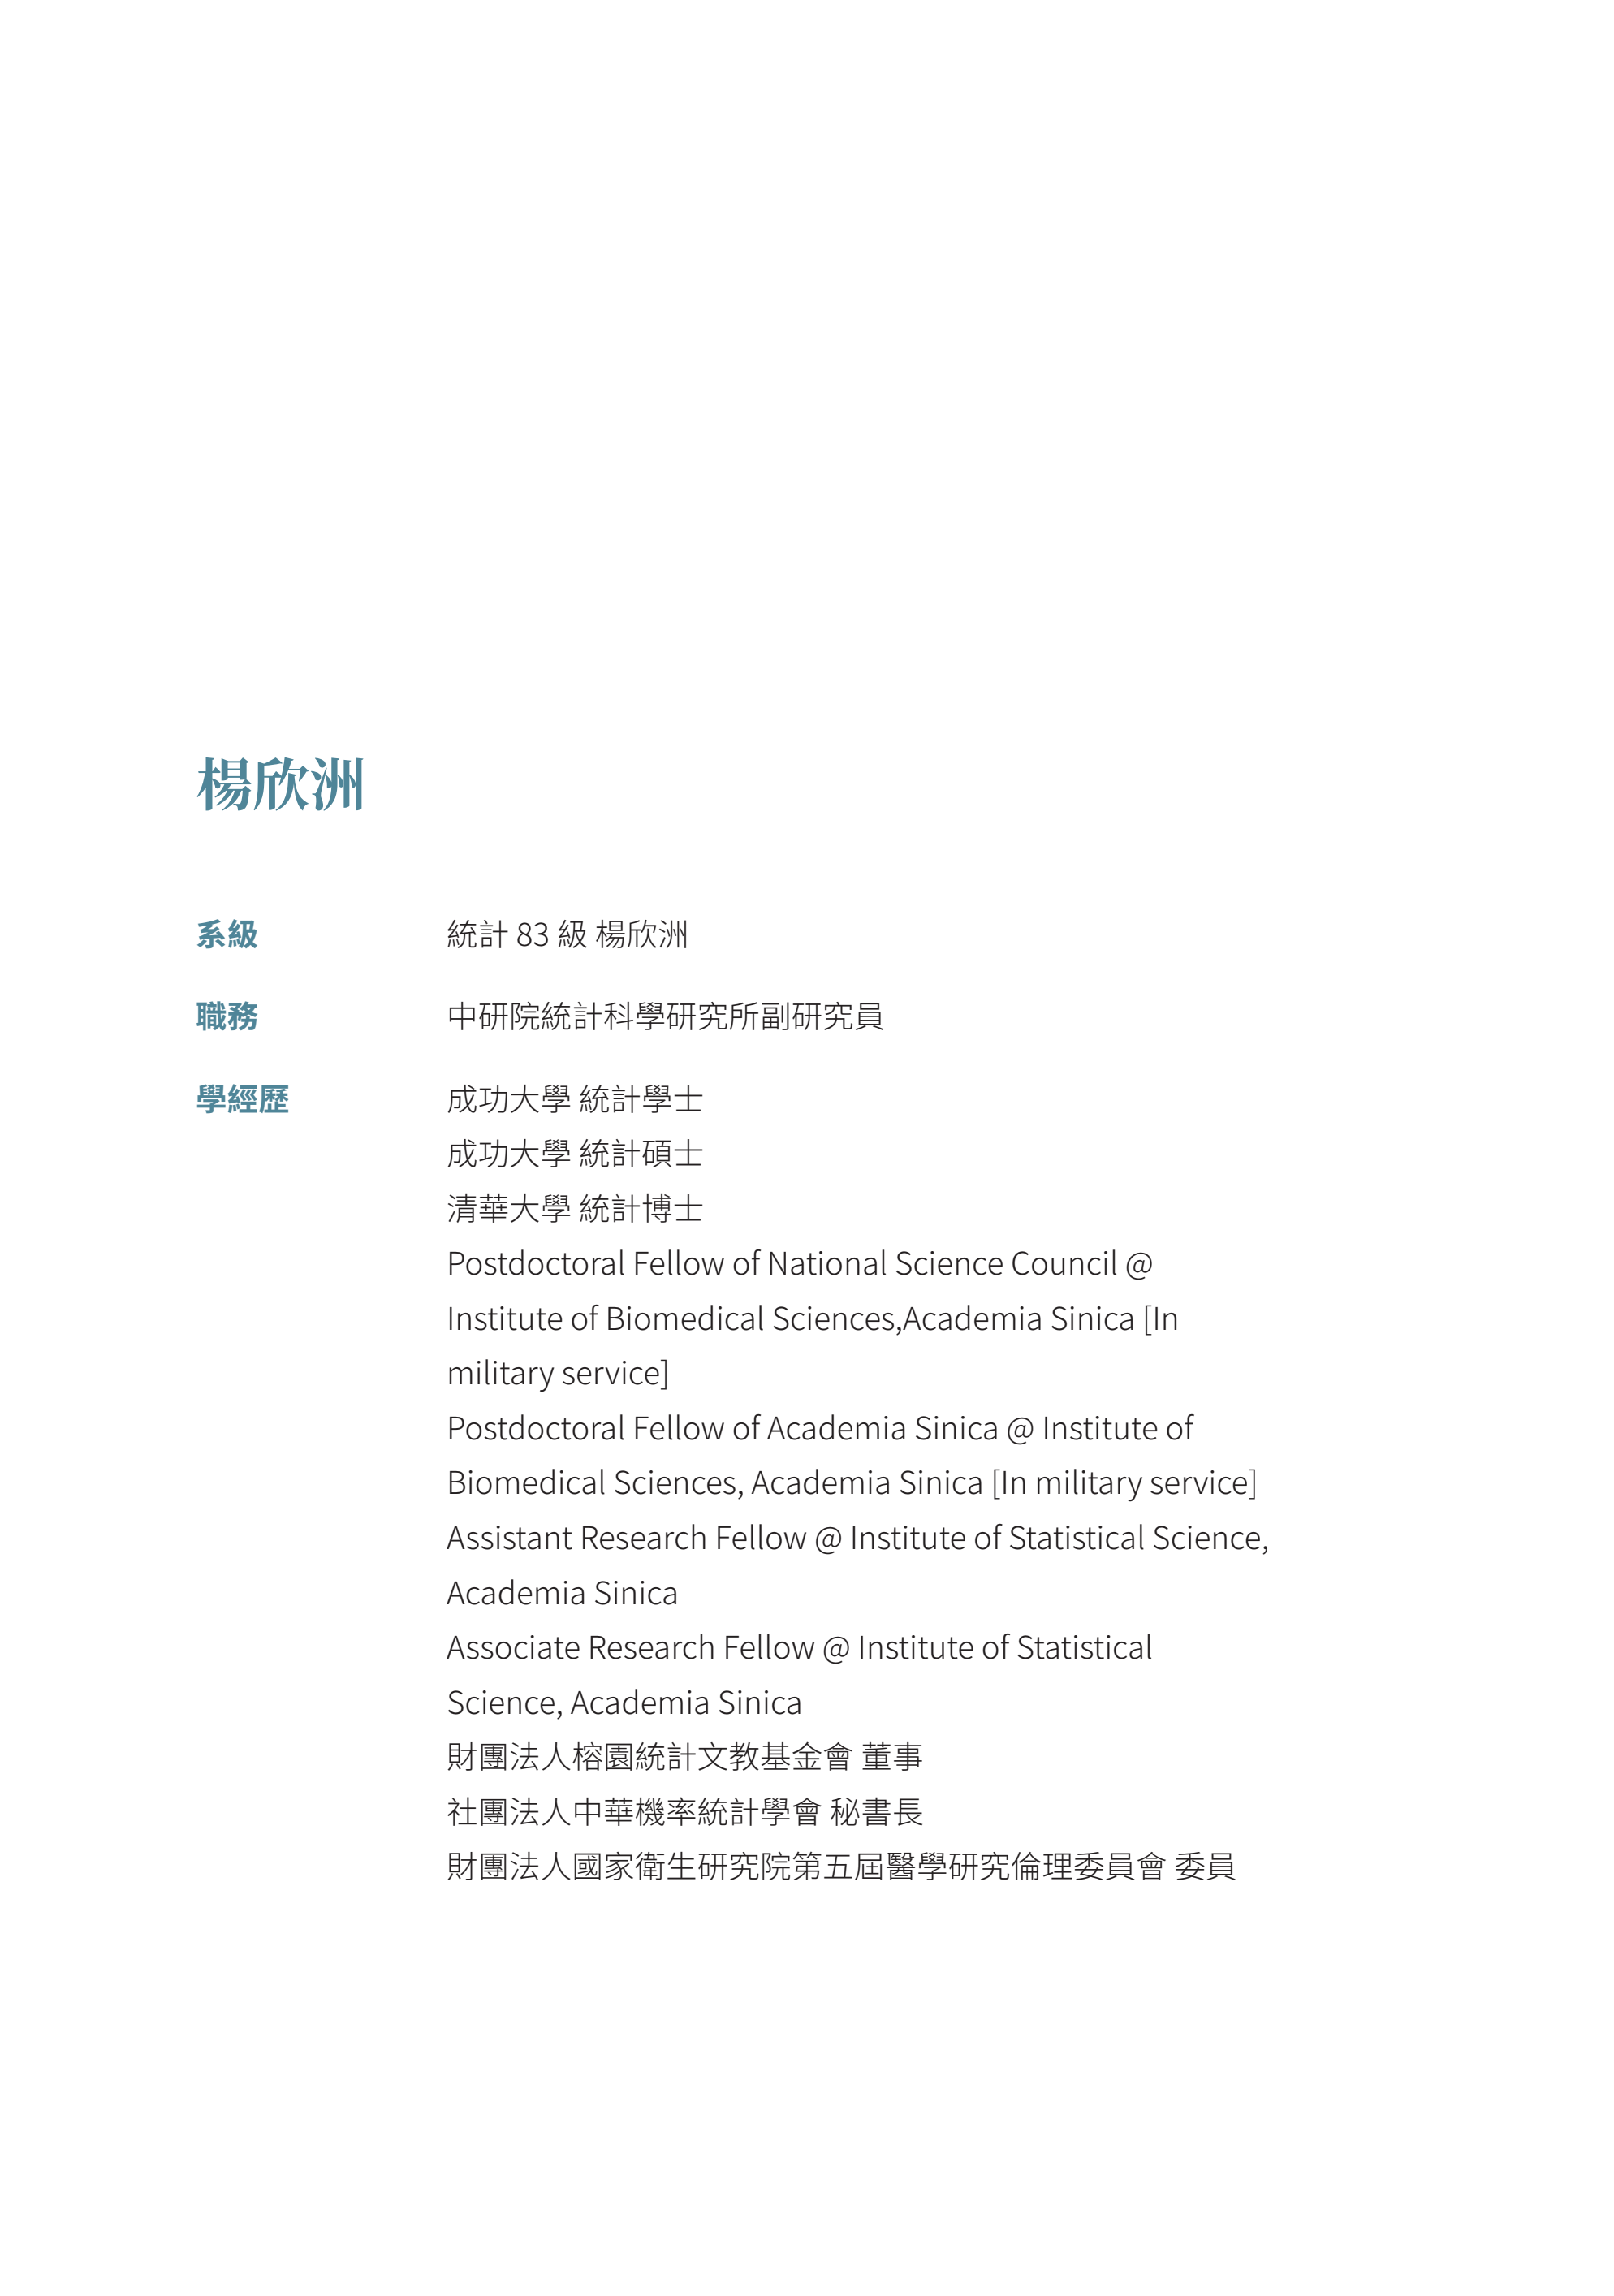 楊欣洲
系級 統計 83 級 楊欣洲
職務 中研院統計科學研究所副研究員
學經歷 成功大學 統計學士
成功大學 統計碩士
清華大學 統計博士
Postdoctoral Fellow of National Science Council @
Institute of Biomedical Sciences,Academia Sinica [In
military service]
Postdoctoral Fellow of Academia Sinica @ Institute of
Biomedical Sciences, Academia Sinica [In military service]
Assistant Research Fellow @ Institute of Statistical Science,
Academia Sinica
Associate Research Fellow @ Institute of Statistical
Science, Academia Sinica
財團法人榕園統計文教基金會 董事
社團法人中華機率統計學會 秘書長
財團法人國家衛生研究院第五屆醫學研究倫理委員會 委員